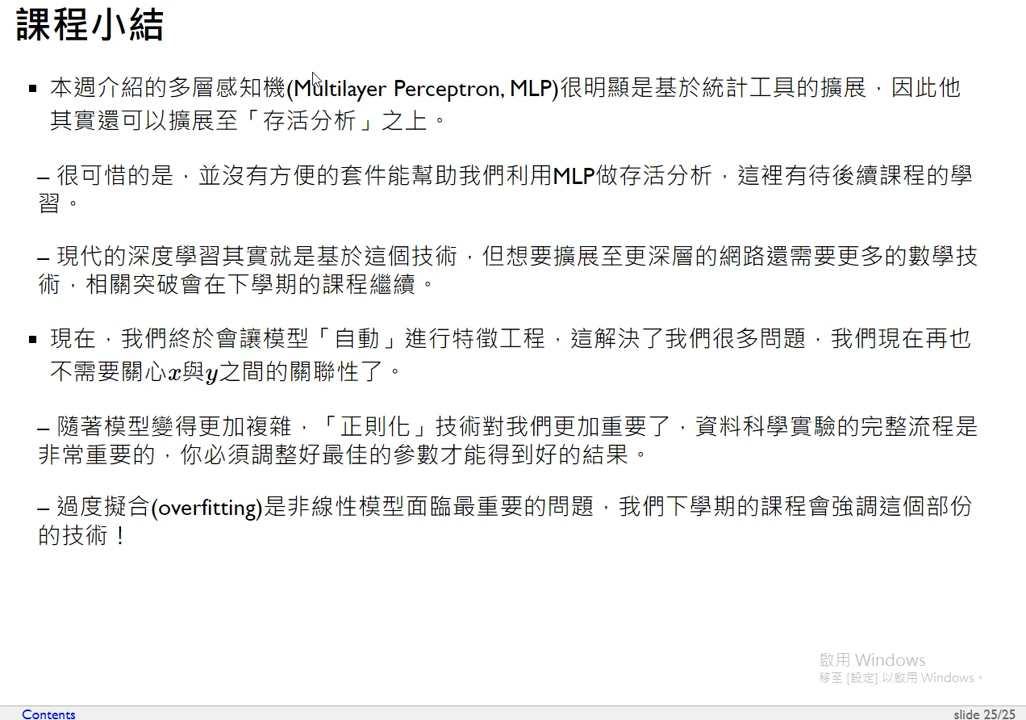 課程小結
本週介紹的多層感知機(Multilayer Perceptron, MLP)很明顯是基於統計工具的擴展，因此他
其實還可以擴展至「存活分析」之上。
– 很可惜的是，並沒有方便的套件能幫助我們利用MLP做存活分析，這裡有待後續課程的學
習。
– 現代的深度學習其實就是基於這個技術，但想要擴展至更深層的網路還需要更多的數學技
術，相關突破會在下學期的課程繼續。
現在，我們終於會讓模型「自動」進行特徵工程，這解決了我們很多問題，我們現在再也
不需要關心x與y之間的關聯性了。
– 隨著模型變得更加複雜，「正則化」技術對我們更加重要了，資料科學實驗的完整流程是
非常重要的，你必須調整好最佳的參數才能得到好的結果。
– 過度擬合(overfitting)是非線性模型面臨最重要的問題，我們下學期的課程會強調這個部份
的技術！
啟用 Windows
移至 [設定] 以啟用 Windows。
Contents
slide 25/25